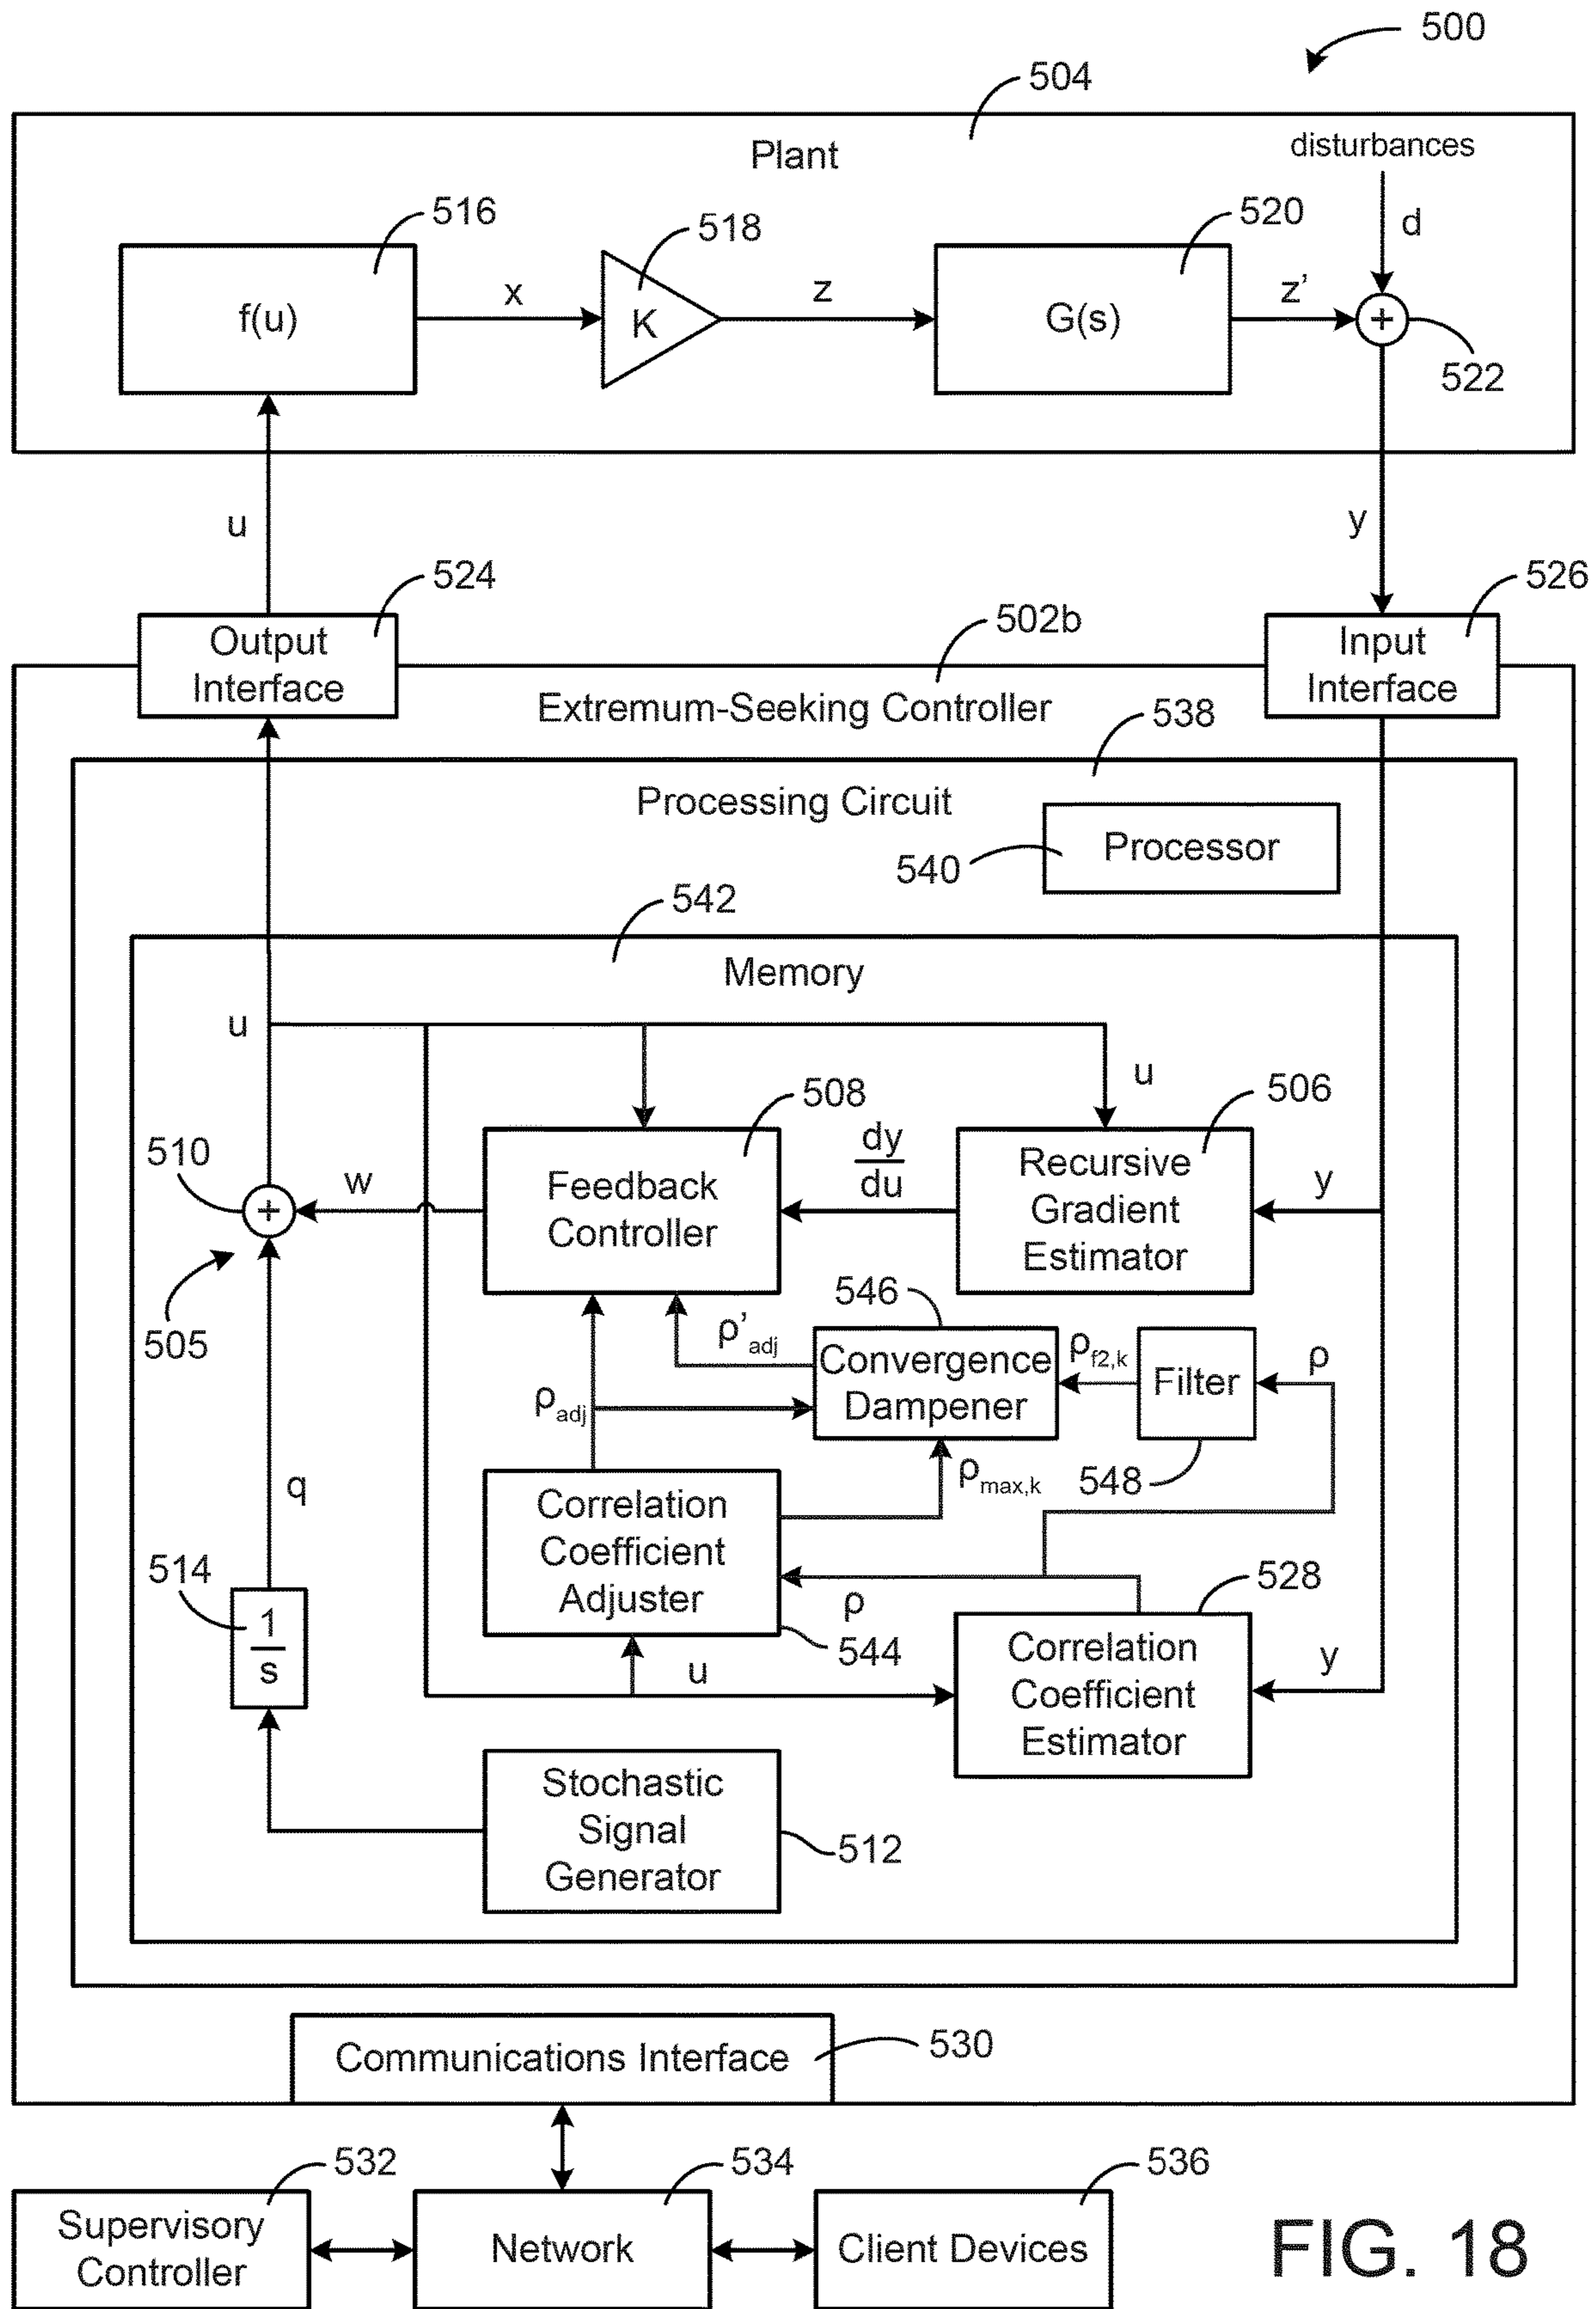 500
504
Plant
disturbances
516
518
520
d
f(u)
x
K
z
G(s)
z’
+
522
u
y
524
526
Output
Interface
502b
Input
Interface
Extremum-Seeking Controller
538
Processing Circuit
Processor
540
542
Memory
u
u
508
506
510
+
w
Feedback
Controller
dy
du
Recursive
Gradient
Estimator
y
505
546
ρ’adj
Convergence
Dampener
ρf2,k
Filter
ρ
ρadj
548
q
ρmax,k
Correlation
Coefficient
Adjuster
514
1
s
ρ
528
544
u
Correlation
Coefficient
Estimator
y
Stochastic
Signal
Generator
512
Communications Interface
530
532
534
536
Supervisory
Controller
Network
Client Devices
FIG. 18